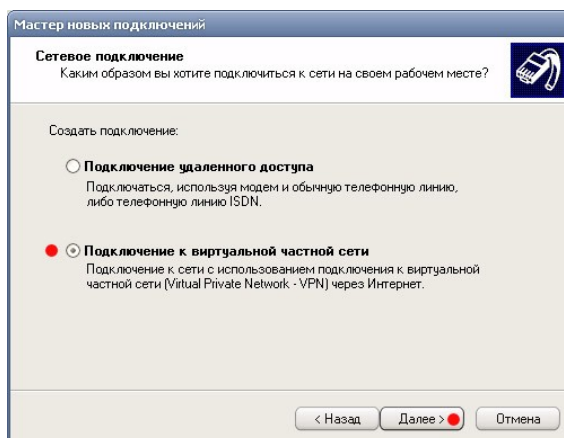 Мастер новых подключений
Сетевое подключение
Каким образом вы хотите подключиться к сети на своем рабочем месте?
Создать подключение:
Подключение удаленного доступа
Подключаться, используя модем и обычную телефонную линию,
либо телефонную линию ISDN.
Подключение к виртуальной частной сети
Подключение к сети с использованием подключения к виртуальной
частной сети (Virtual Private Network - VPN) через Интернет.
< Назад Далее > Отмена